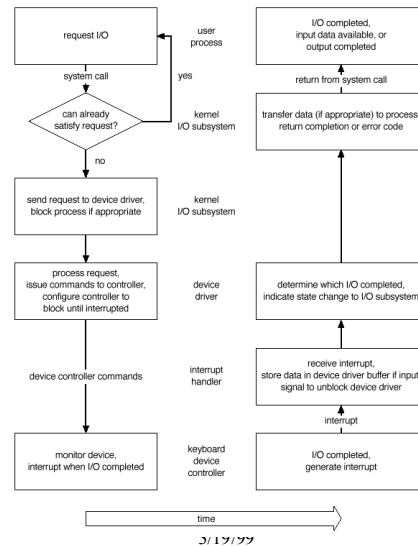 request I/O
user
process
I/O completed,
input data available, or
output completed
system call
yes
return from system call
can already
satisfy request?
kernel
I/O subsystem
transfer data (if appropriate) to process,
return completion or error code
no
send request to device driver,
block process if appropriate
kernel
I/O subsystem
process request,
issue commands to controller,
configure controller to
block until interrupted
device
driver
determine which I/O completed,
indicate state change to I/O subsystem
device controller commands
interrupt
handler
receive interrupt,
store data in device driver buffer if input,
signal to unblock device driver
interrupt
monitor device,
interrupt when I/O completed
keyboard
device
controller
I/O completed,
generate interrupt
time
3/19/99